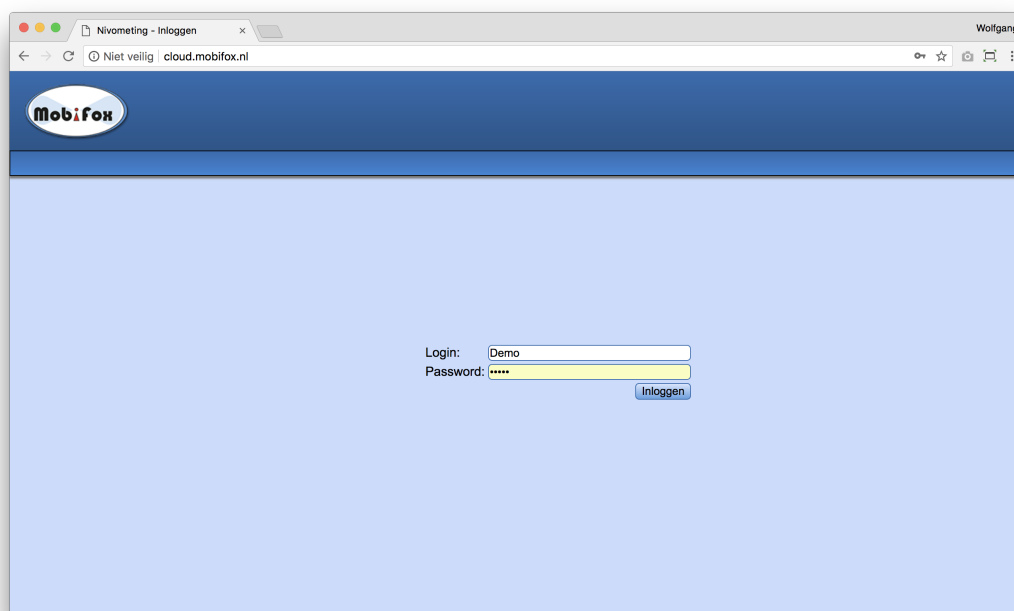 Nivometing - Inloggen
Wolfgang
Niet veilig cloud.mobifox.nl
MobiFox
Login: Demo
Password: •••••
Inloggen